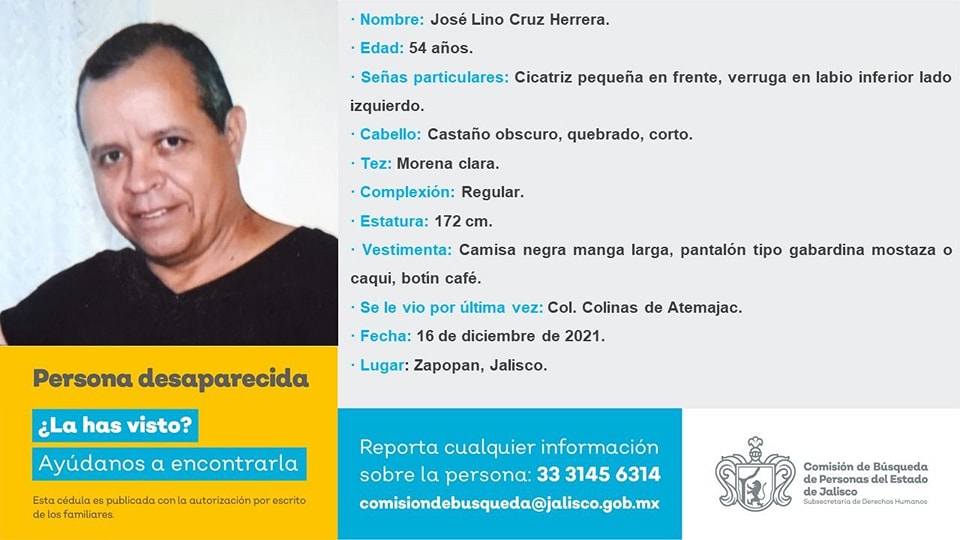 · Nombre: José Lino Cruz Herrera.
· Edad: 54 años.
· Señas particulares: Cicatriz pequeña en frente, verruga en labio inferior lado
izquierdo.
· Cabello: Castaño obscuro, quebrado, corto.
· Tez: Morena clara.
· Complexión: Regular.
· Estatura: 172 cm.
· Vestimenta: Camisa negra manga larga, pantalón tipo gabardina mostaza o
caqui, botín café.
· Se le vio por última vez: Col. Colinas de Atemajac.
· Fecha: 16 de diciembre de 2021.
· Lugar: Zapopan, Jalisco.
Persona desaparecida
¿La has visto?
Ayúdanos a encontrarla
Esta cédula es publicada con la autorización por escrito
de los familiares.
Reporta cualquier información
sobre la persona: 33 3145 6314
comisiondebusqueda@jalisco.gob.mx
Comisión de Búsqueda
de Personas del Estado
de Jalisco
Subsecretaría de Derechos Humanos